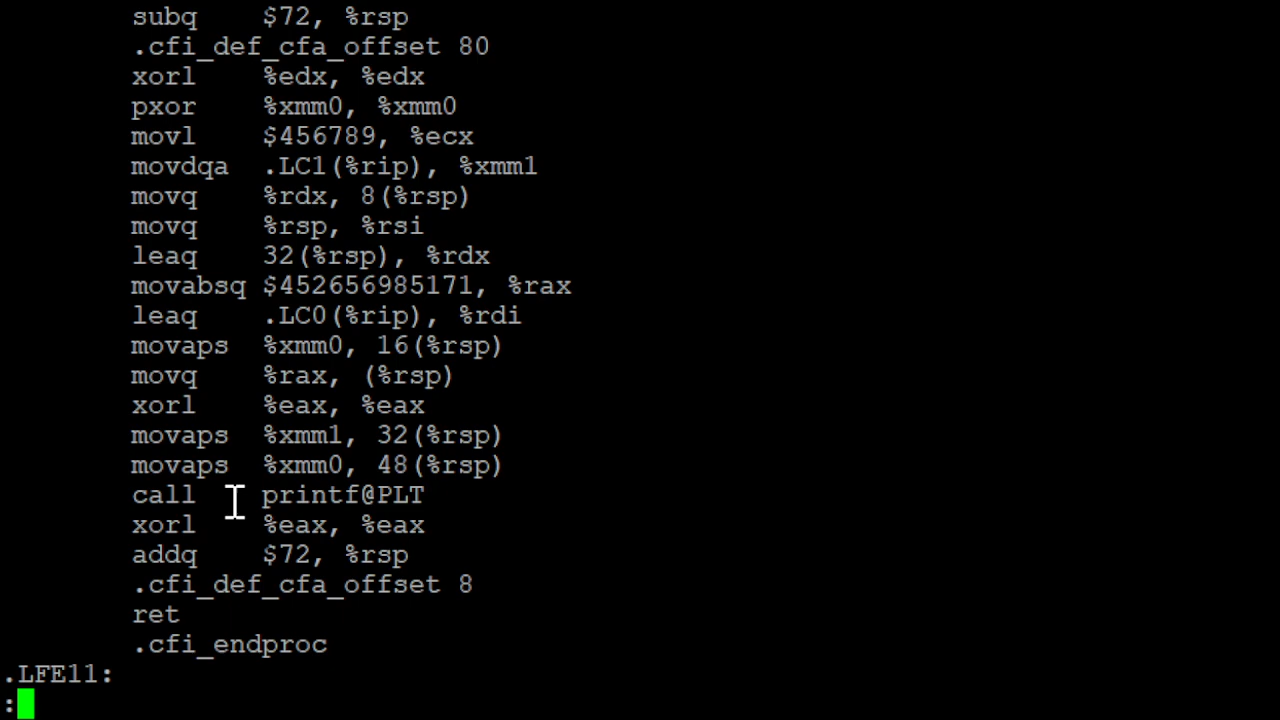 subq $72, %rsp
.cfi_def_cfa_offset 80
xorl %edx, %edx
pxor %xmm0, %xmm0
movl $456789, %ecx
movdqa .LC1(%rip), %xmm1
movq %rdx, 8(%rsp)
movq %rsp, %rsi
leaq 32(%rsp), %rdx
movabsq $452656985171, %rax
leaq .LC0(%rip), %rdi
movaps %xmm0, 16(%rsp)
movq %rax, (%rsp)
xorl %eax, %eax
movaps %xmm1, 32(%rsp)
movaps %xmm0, 48(%rsp)
call printf@PLT
xorl %eax, %eax
addq $72, %rsp
.cfi_def_cfa_offset 8
ret
.cfi_endproc
.LFE11:
: